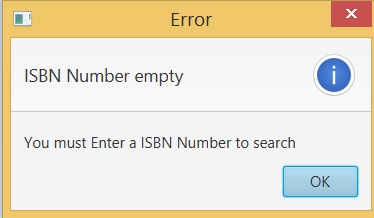 Error
ISBN Number empty
You must Enter a ISBN Number to search
OK